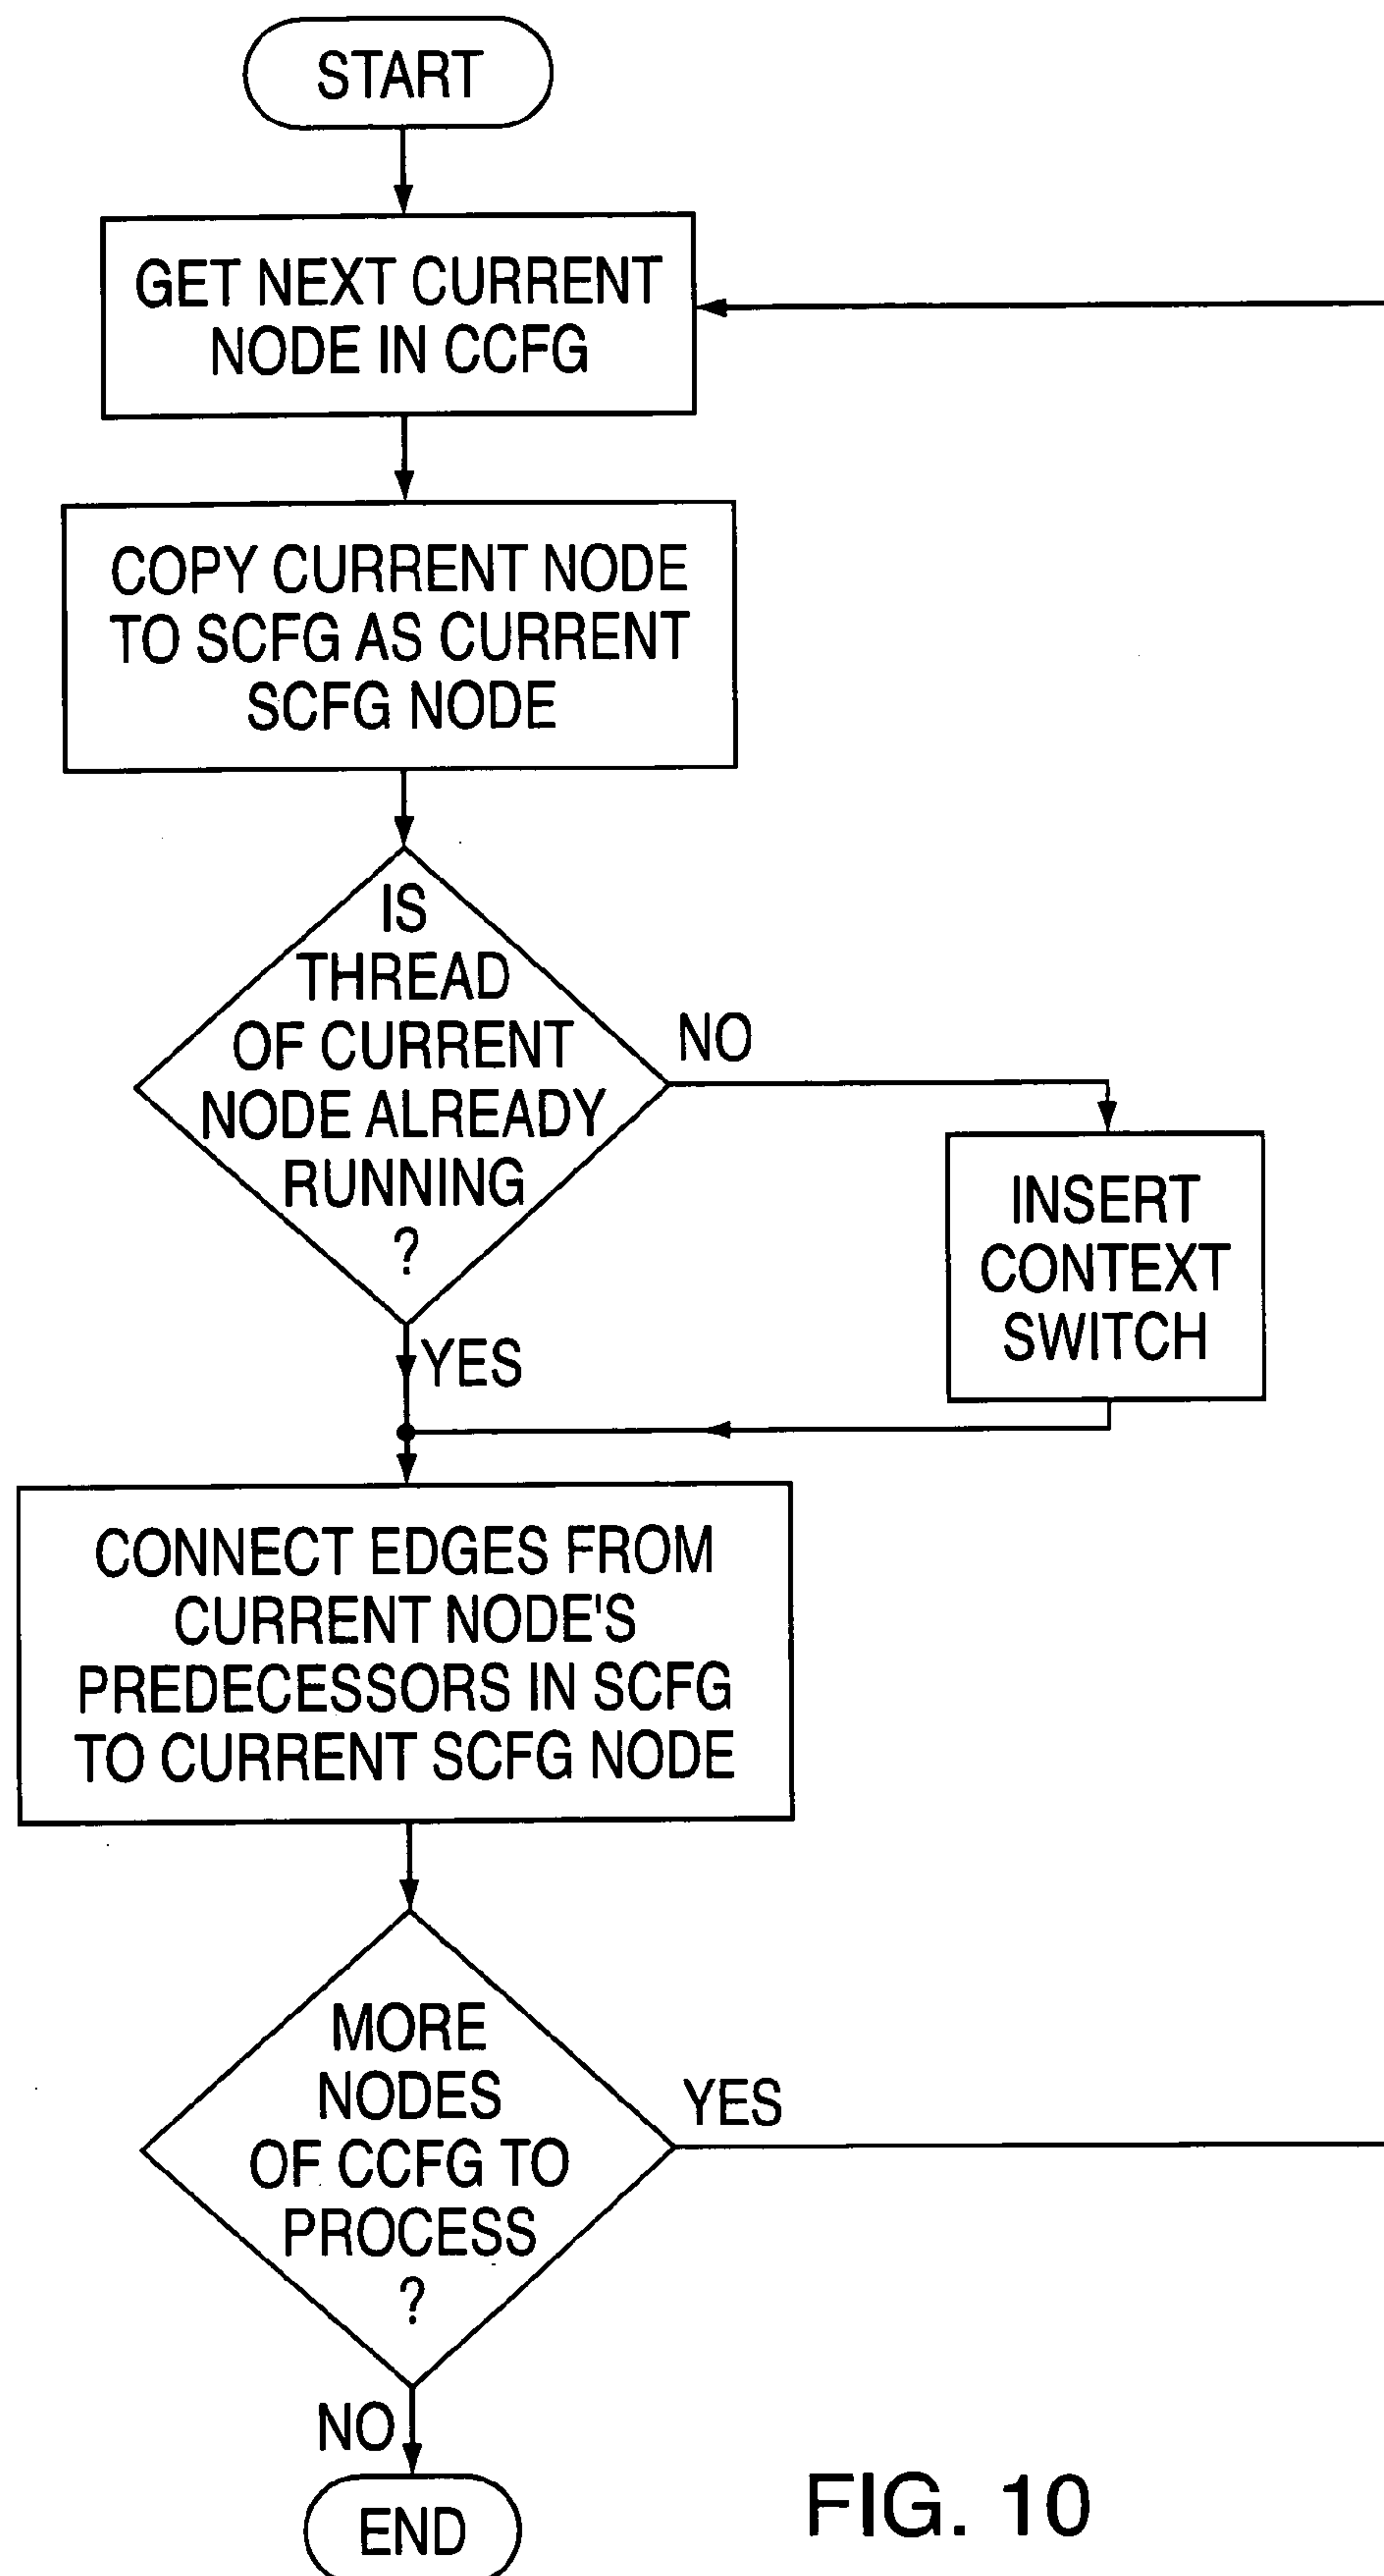 START
GET NEXT CURRENT
NODE IN CCFG
COPY CURRENT NODE
TO SCFG AS CURRENT
SCFG NODE
IS
THREAD
OF CURRENT
NODE ALREADY
RUNNING
?
NO
INSERT
CONTEXT
SWITCH
YES
CONNECT EDGES FROM
CURRENT NODE'S
PREDECESSORS IN SCFG
TO CURRENT SCFG NODE
MORE
NODES
OF CCFG TO
PROCESS
?
YES
NO
END
FIG. 10